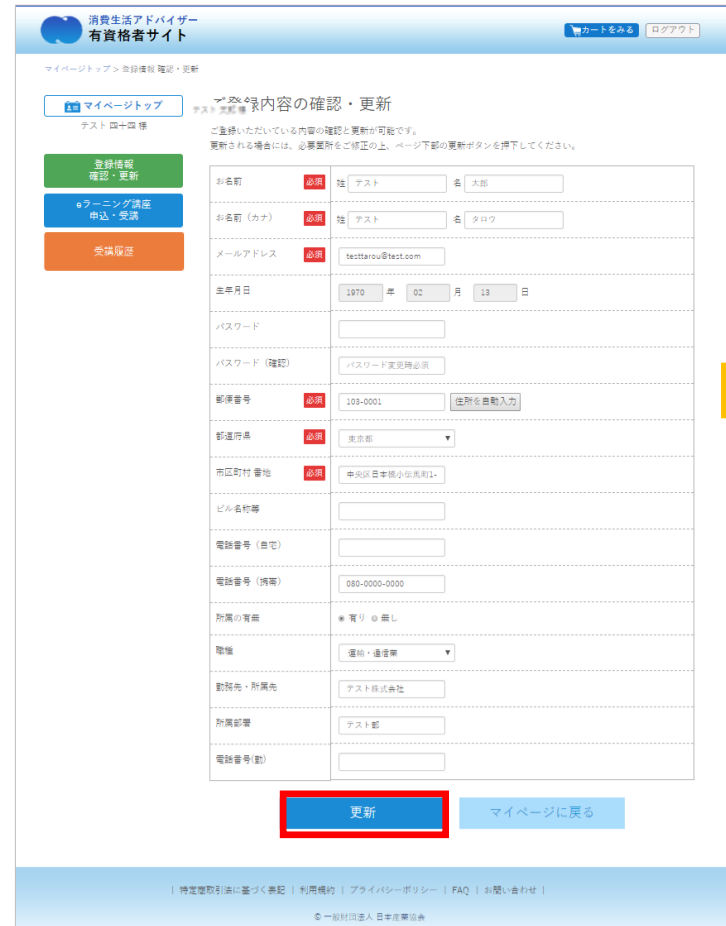 消費生活アドバイザー
有資格者サイト
カートをみる ログアウト
マイページトップ > 登録情報 確認・更新
マイページトップ
テスト 四十四 様
登録情報
確認・更新
eラーニング講座
申込・受講
受講履歴
録内容の確認・更新
ご登録いただいている内容の確認と更新が可能です。
更新される場合には、必要箇所をご修正の上、ページ下部の更新ボタンを押下してください。
お名前 必須 姓 テスト 名 太郎
お名前（カナ） 必須 姓 テスト 名 タロウ
メールアドレス 必須 testtarou@test.com
生年月日 1970 年 02 月 13 日
パスワード
パスワード（確認） パスワード変更時必須
郵便番号 必須 103-0001 住所を自動入力
都道府県 必須 東京都 ▼
市区町村 番地 必須 中央区日本橋小伝馬町1-
ビル名称等
電話番号（自宅）
電話番号（携帯） 080-0000-0000
所属の有無 有り 無し
職種 運輸・通信業 ▼
勤務先・所属先 テスト株式会社
所属部署 テスト部
電話番号(勤)
更新 マイページに戻る
| 特定商取引法に基づく表記 | 利用規約 | プライバシーポリシー | FAQ | お問い合わせ |
© 一般財団法人 日本産業協会